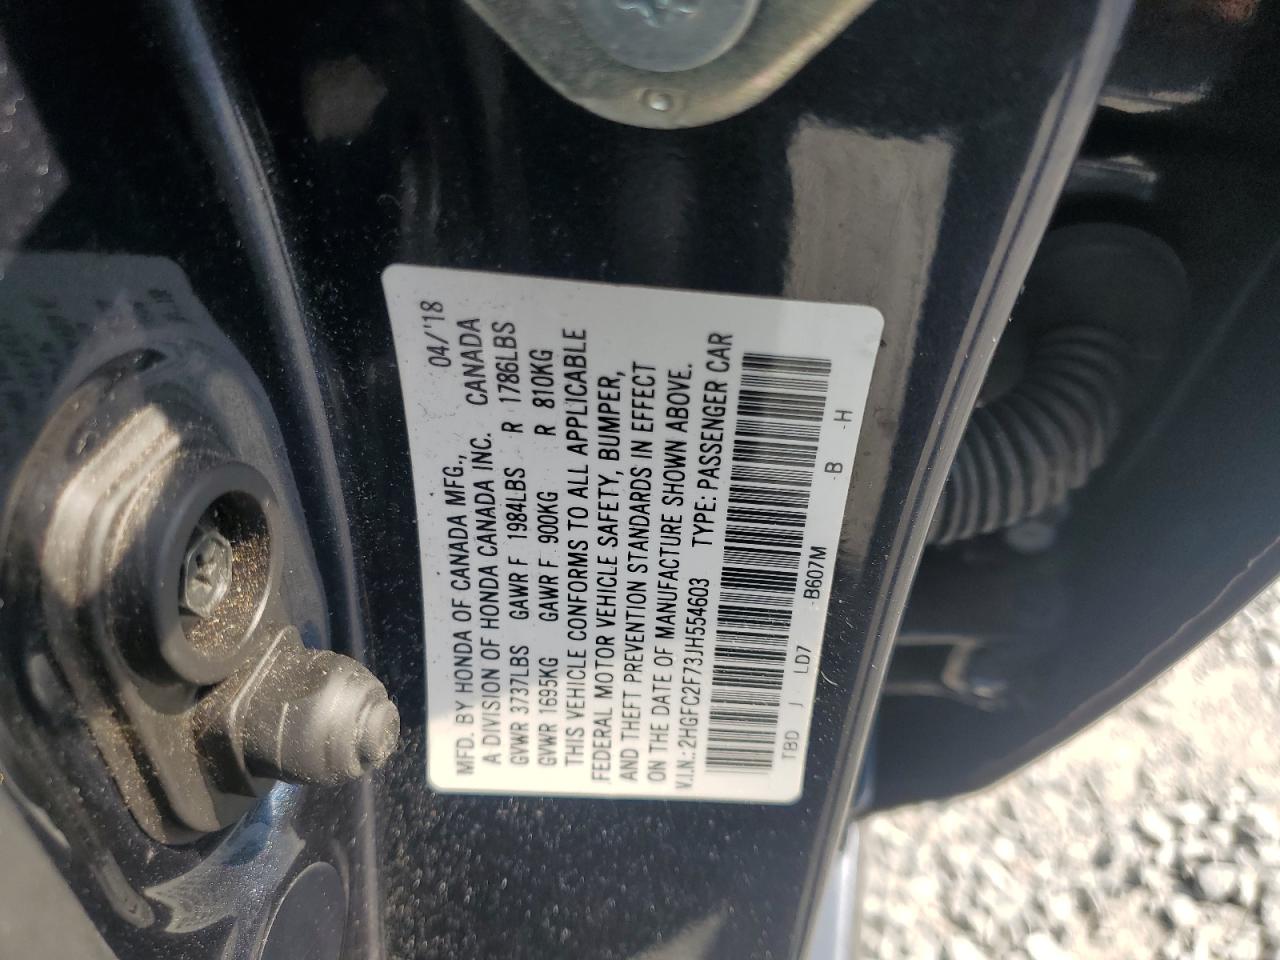 MFD. BY HONDA OF CANADA MFG., 04/'18
A DIVISION OF HONDA CANADA INC. CANADA
GVWR 3737LBS GAWR F 1984LBS R 1786LBS
GVWR 1695KG GAWR F 900KG R 810KG
THIS VEHICLE CONFORMS TO ALL APPLICABLE
FEDERAL MOTOR VEHICLE SAFETY, BUMPER,
AND THEFT PREVENTION STANDARDS IN EFFECT
ON THE DATE OF MANUFACTURE SHOWN ABOVE.
V.I.N.:2HGFC2F73JH554603 TYPE: PASSENGER CAR
TBD J LD7 B607M -B -H